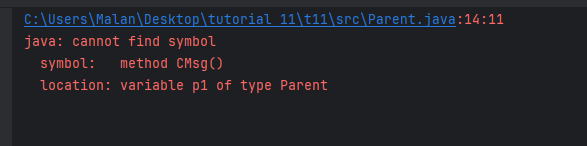 C:\Users\Malan\Desktop\tutorial 11\t11\src\Parent.java:14:11
java: cannot find symbol
  symbol:   method CMsg()
  location: variable p1 of type Parent